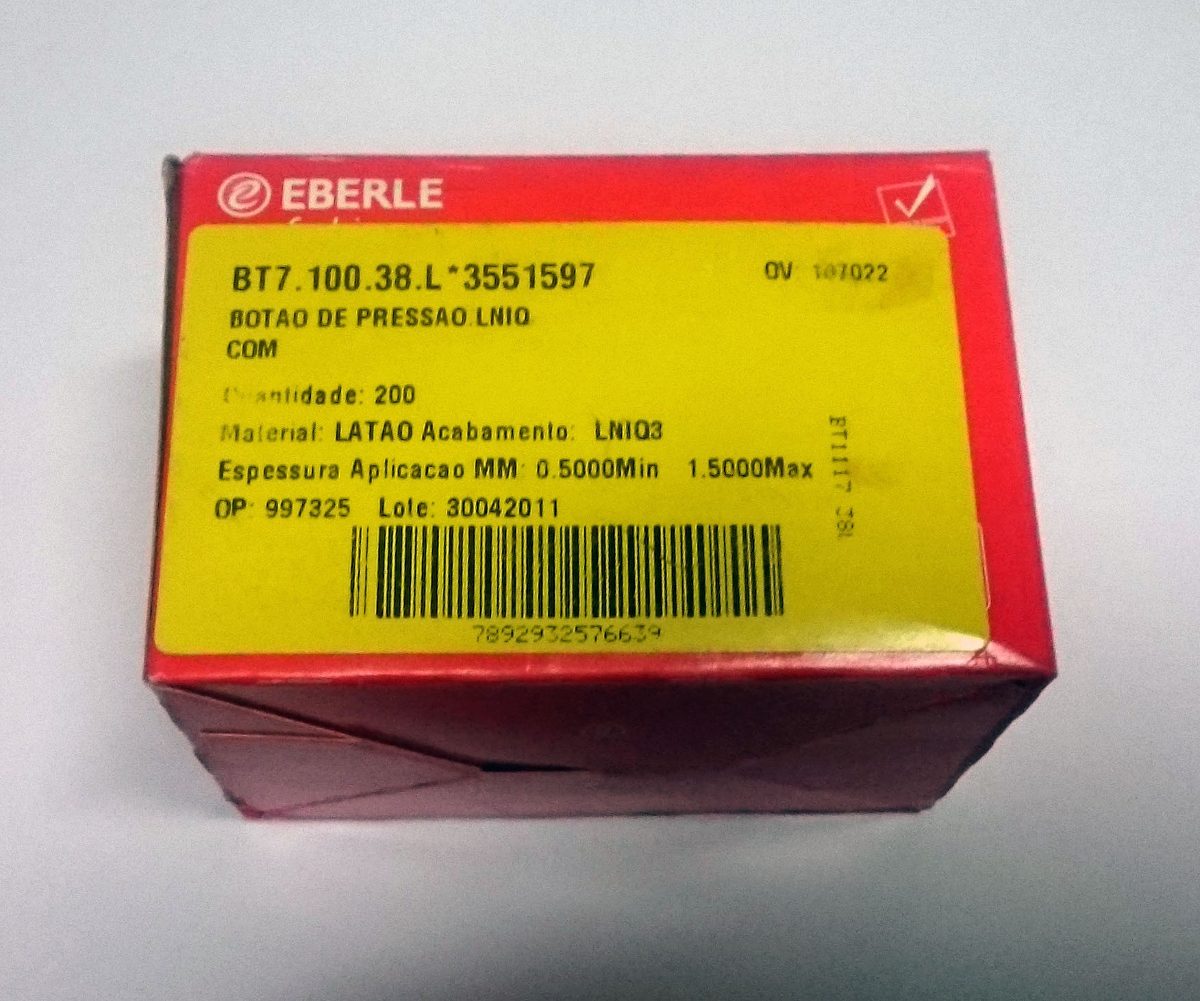 EBERLE
BT7.100.38.L*3551597 OV: 107022
BOTAO DE PRESSAO LNIQ
COM
Quantidade: 200
Material: LATAO Acabamento: LNIQ3
Espessura Aplicacao MM: 0.5000Min 1.5000Max
OP: 997325 Lote: 30042011
7892932576639
BT1117 38L